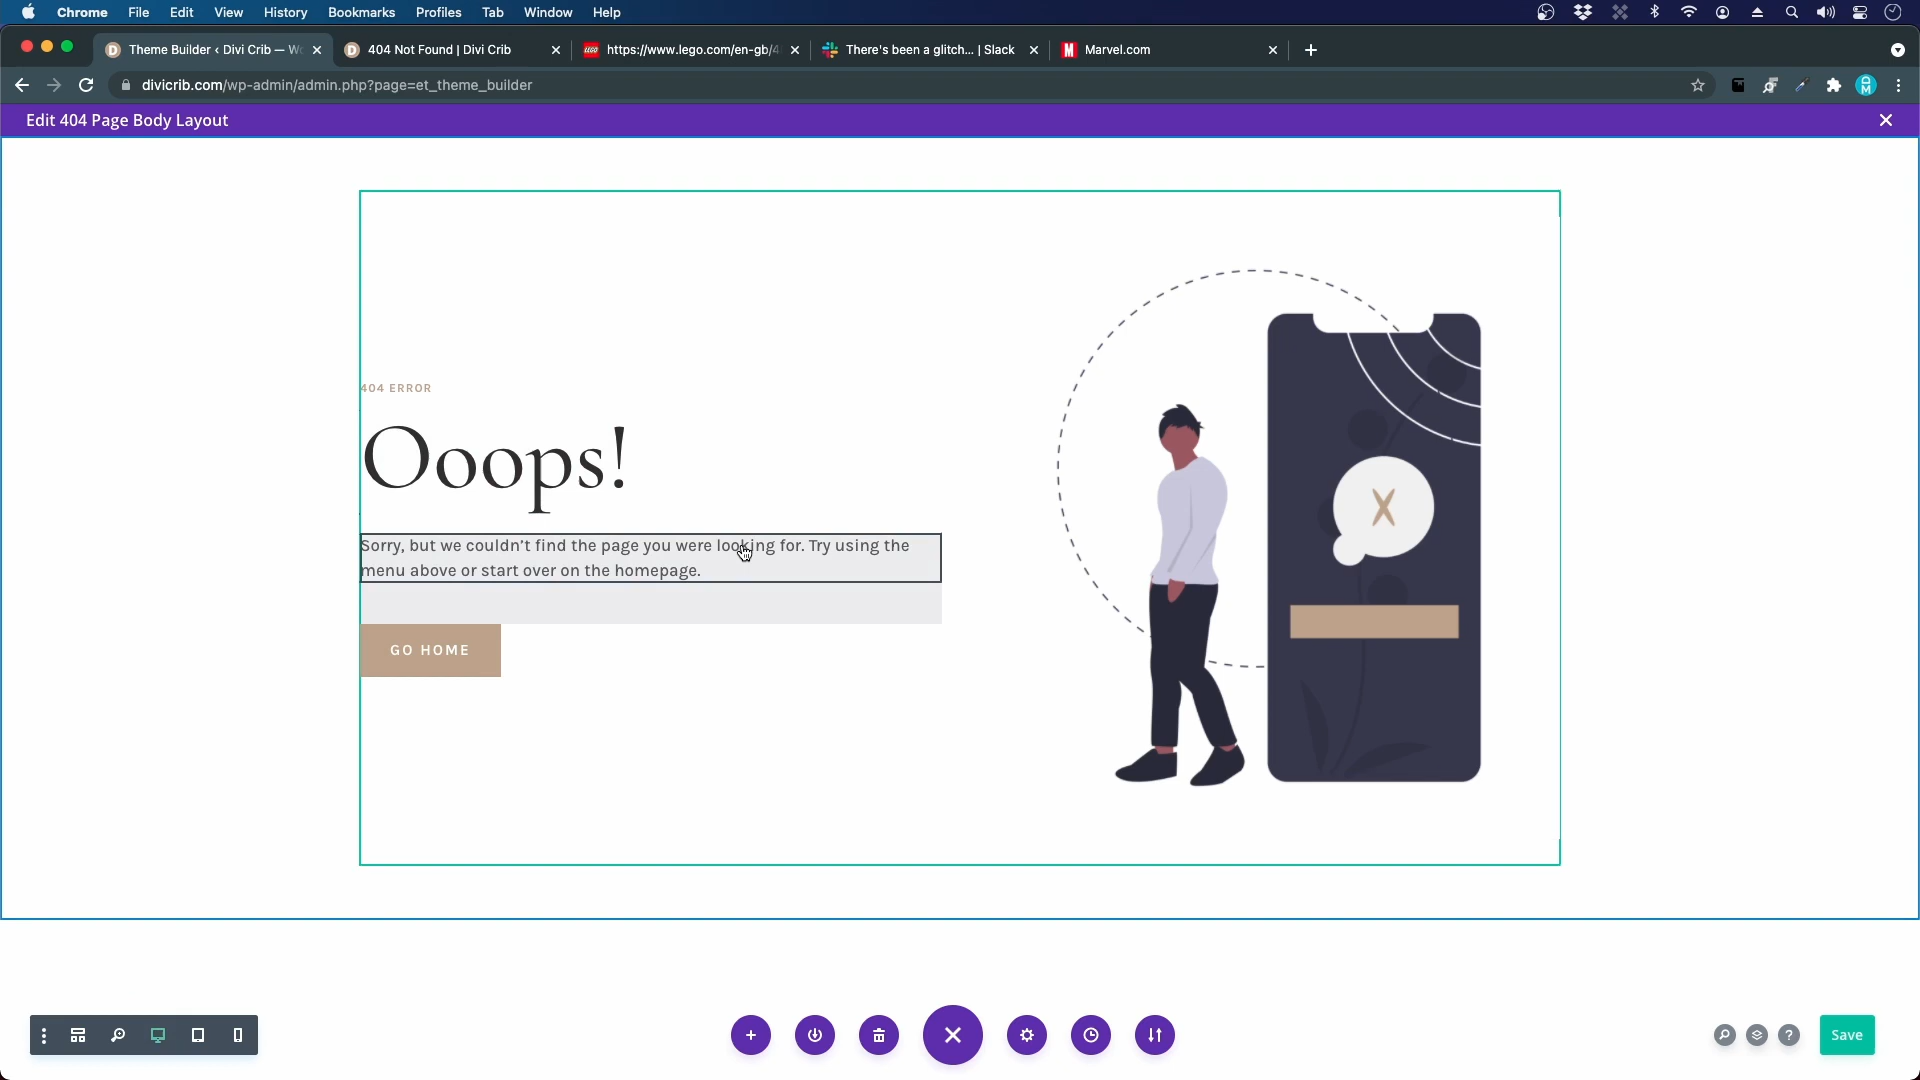 Chrome File Edit View History Bookmarks Profiles Tab Window Help
Theme Builder ‹ Divi Crib — Wo
404 Not Found | Divi Crib
https://www.lego.com/en-gb/4
There's been a glitch... | Slack
Marvel.com
divicrib.com/wp-admin/admin.php?page=et_theme_builder
Edit 404 Page Body Layout
404 ERROR
Ooops!
Sorry, but we couldn't find the page you were looking for. Try using the
menu above or start over on the homepage.
GO HOME
Save